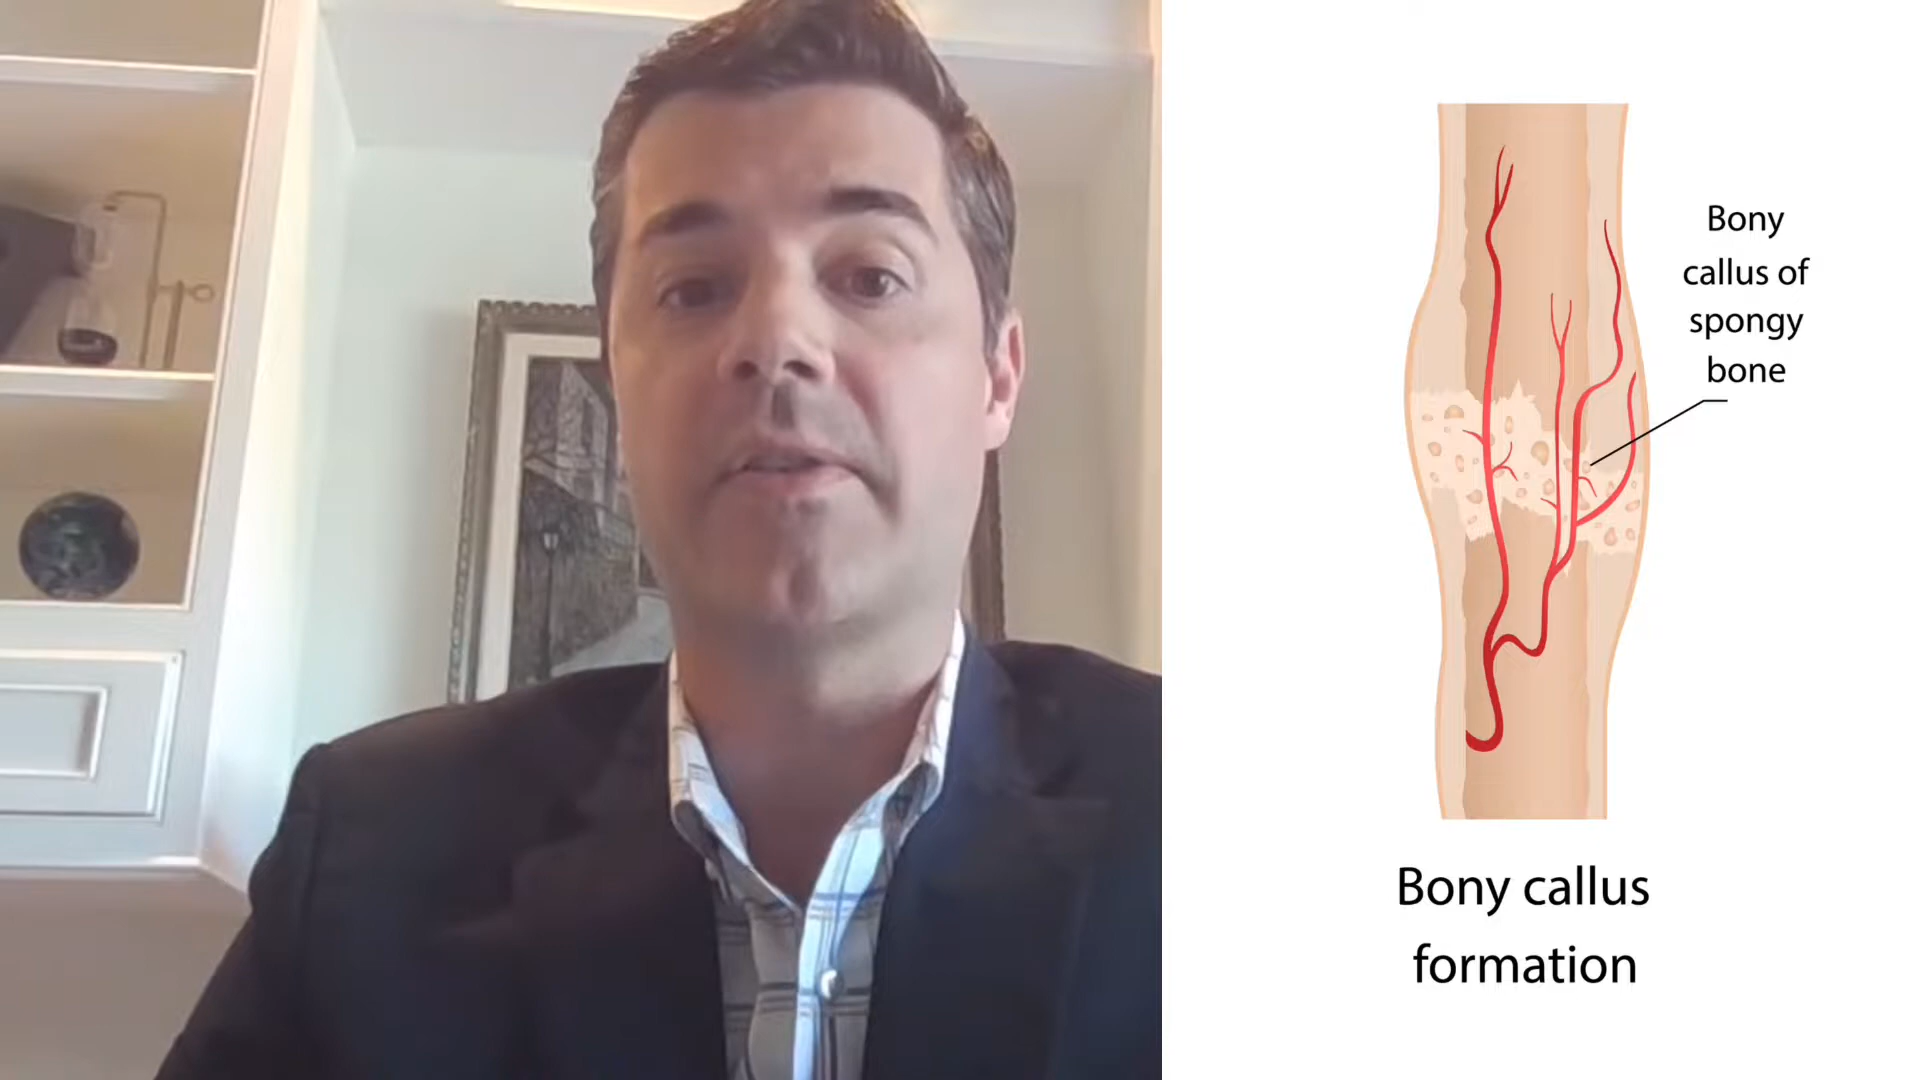 Bony
callus of
spongy
bone
Bony callus
formation